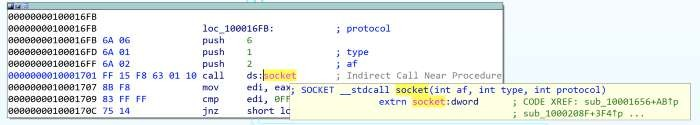 00000000100016FB
00000000100016FB loc_100016FB: ; protocol
00000000100016FB 6A 06 push 6
00000000100016FD 6A 01 push 1 ; type
00000000100016FF 6A 02 push 2 ; af
0000000010001701 FF 15 F8 63 01 10 call ds:socket ; Indirect Call Near Procedure
0000000010001707 8B F8 mov edi, eax
; SOCKET __stdcall socket(int af, int type, int protocol)
0000000010001709 83 FF FF cmp edi, 0FF
extrn socket:dword ; CODE XREF: sub_10001656+AB↑p
000000001000170C 75 14 jnz short lo
; sub_1000208F+3F4↑p ...